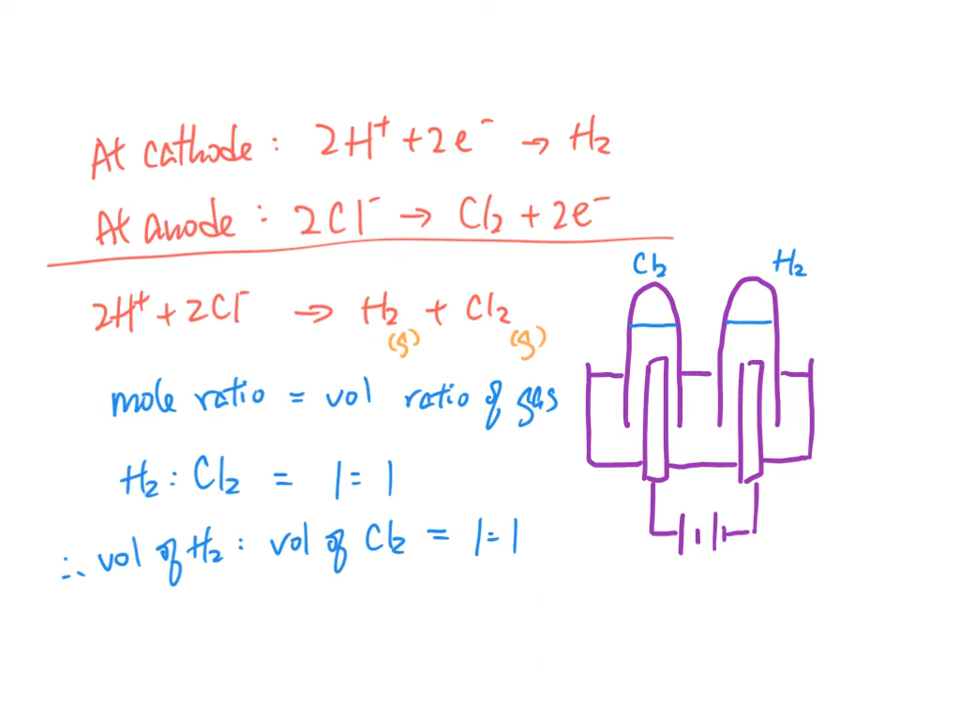 At cathode : 2H⁺ + 2e⁻ → H₂
At anode : 2Cl⁻ → Cl₂ + 2e⁻
2H⁺ + 2Cl⁻ → H₂ (g) + Cl₂ (g)
mole ratio = vol ratio of gas
H₂ : Cl₂ = 1 = 1
∴ vol of H₂ : vol of Cl₂ = 1 = 1
Cl₂ H₂